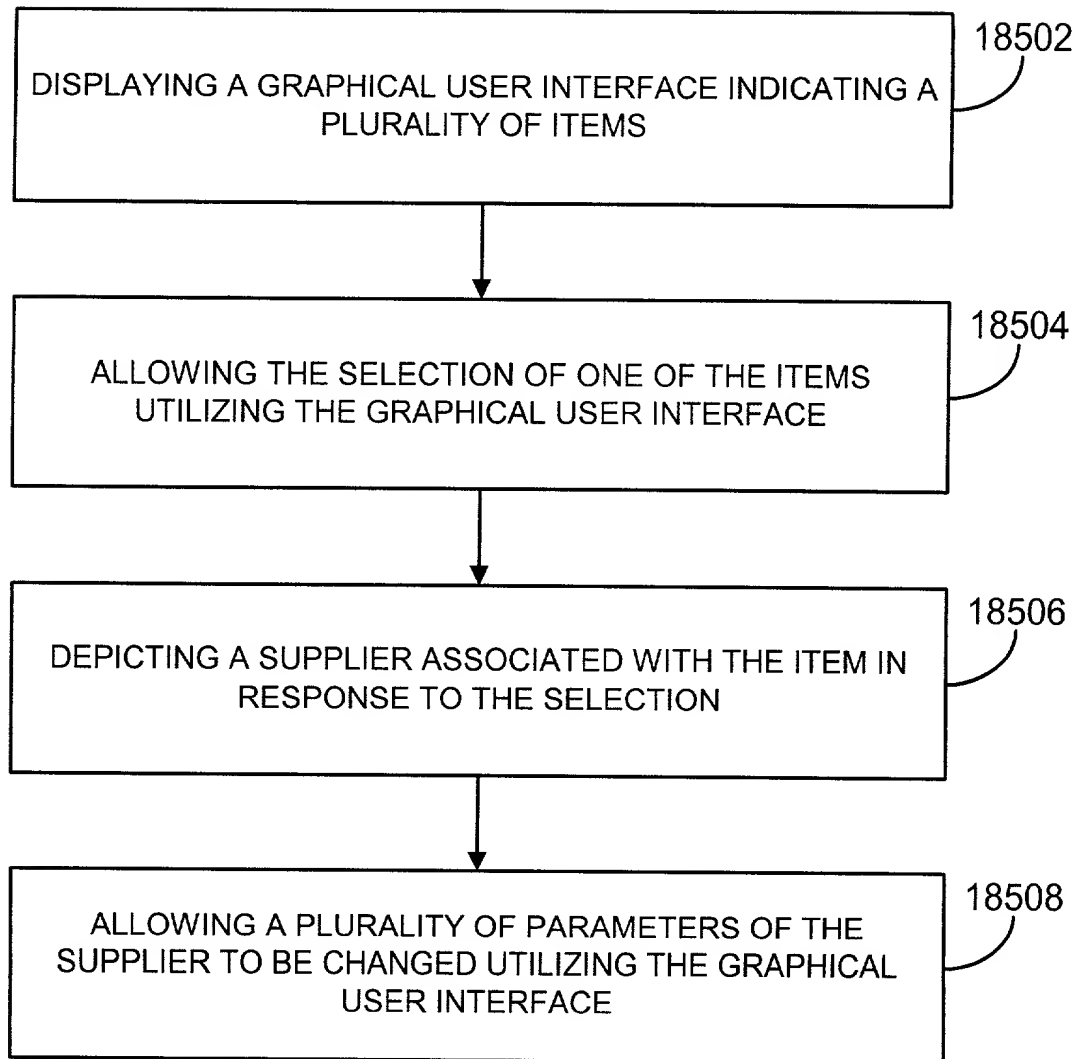 18502
DISPLAYING A GRAPHICAL USER INTERFACE INDICATING A
PLURALITY OF ITEMS
18504
ALLOWING THE SELECTION OF ONE OF THE ITEMS
UTILIZING THE GRAPHICAL USER INTERFACE
18506
DEPICTING A SUPPLIER ASSOCIATED WITH THE ITEM IN
RESPONSE TO THE SELECTION
18508
ALLOWING A PLURALITY OF PARAMETERS OF THE
SUPPLIER TO BE CHANGED UTILIZING THE GRAPHICAL
USER INTERFACE